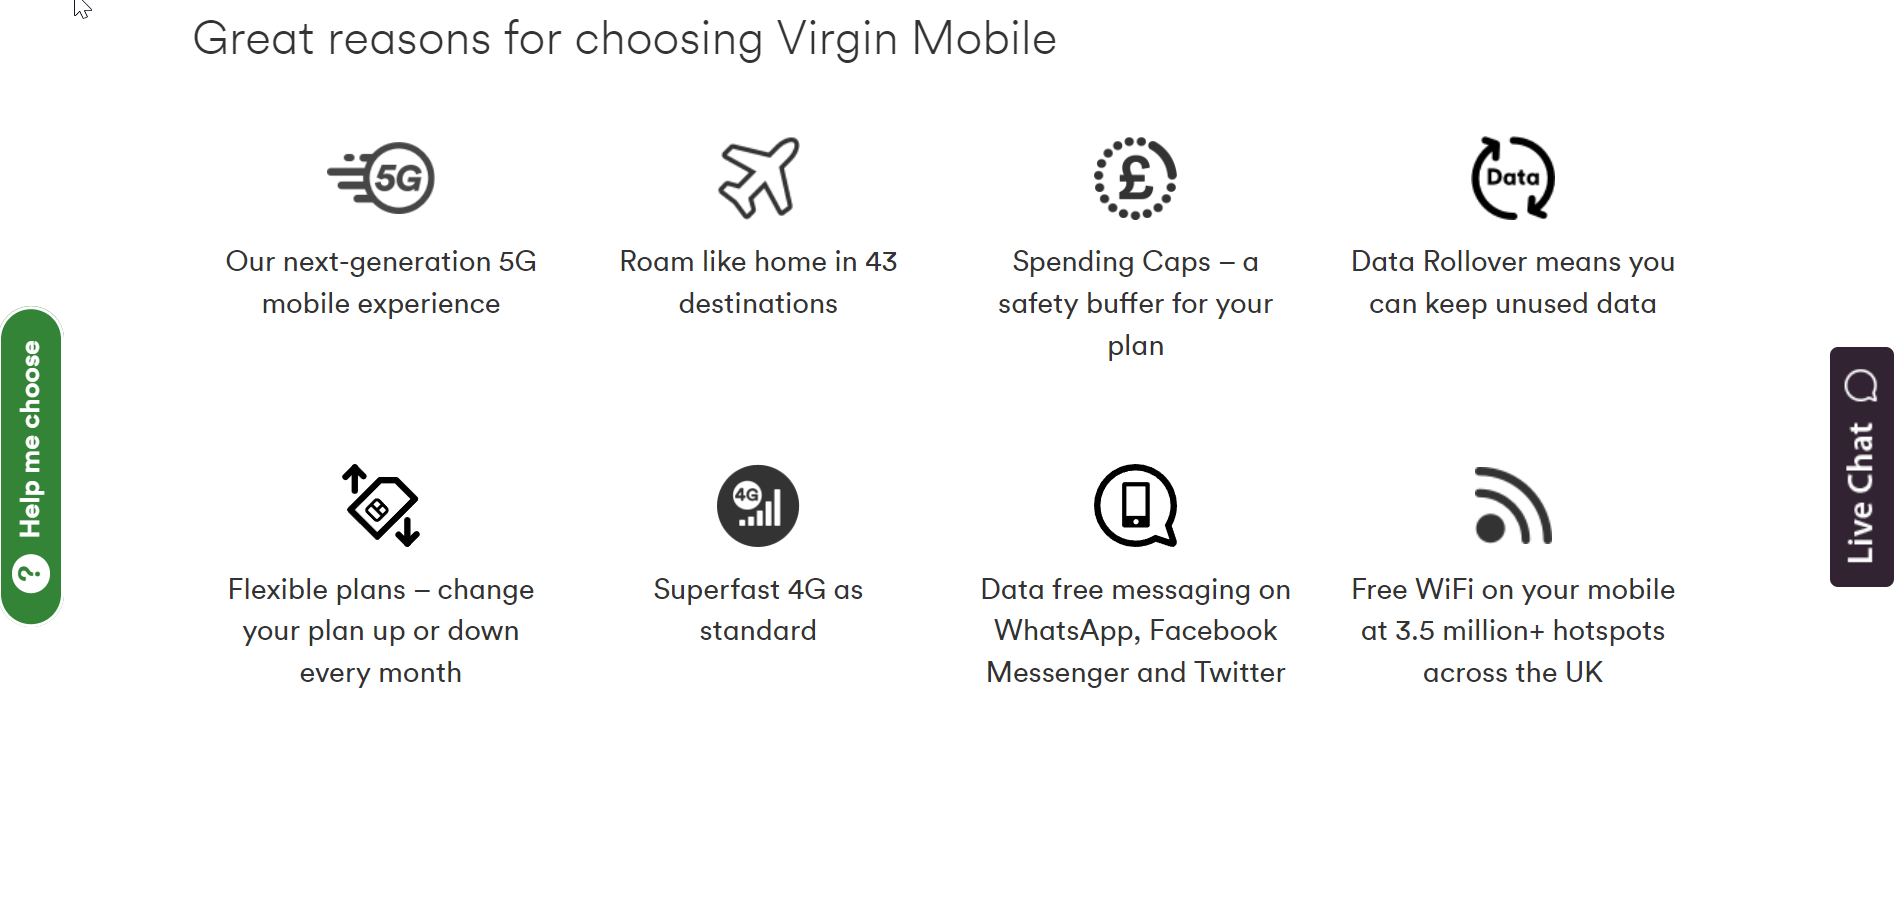 Great reasons for choosing Virgin Mobile
5G
£
Data
Our next-generation 5G
mobile experience
Roam like home in 43
destinations
Spending Caps – a
safety buffer for your
plan
Data Rollover means you
can keep unused data
? Help me choose
Live Chat
4G
Flexible plans – change
your plan up or down
every month
Superfast 4G as
standard
Data free messaging on
WhatsApp, Facebook
Messenger and Twitter
Free WiFi on your mobile
at 3.5 million+ hotspots
across the UK